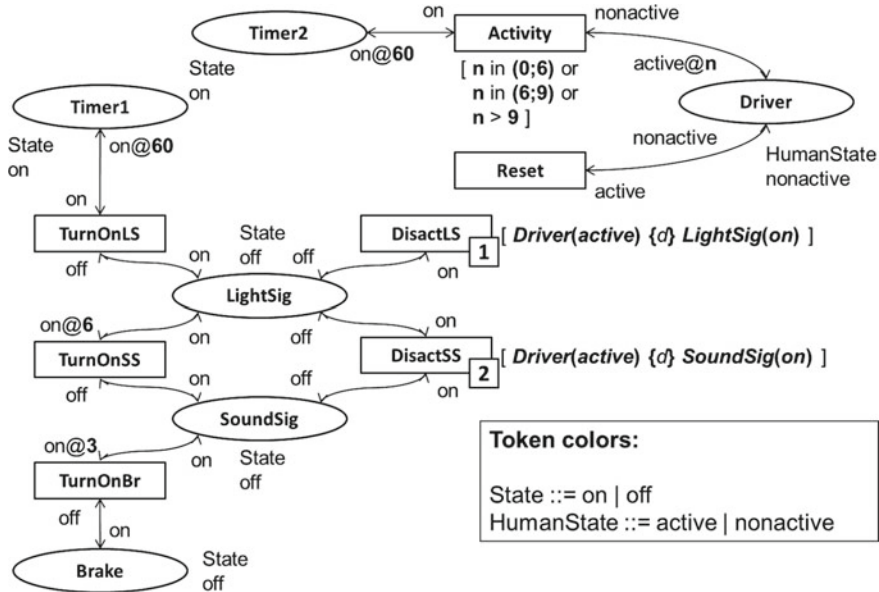 Timer2
on
Activity
nonactive
on@60
State
on
[ n in (0;6) or
n in (6;9) or
n > 9 ]
active@n
Driver
Timer1
State
on
on@60
nonactive
HumanState
nonactive
Reset
active
on
TurnOnLS
off
on
State
off
off
DisactLS
1
on
[ Driver(active) {d} LightSig(on) ]
LightSig
on@6
on
off
on
TurnOnSS
off
on
off
DisactSS
2
on
[ Driver(active) {d} SoundSig(on) ]
SoundSig
on@3
on
State
off
TurnOnBr
off
on
Brake
State
off
Token colors:
State ::= on | off
HumanState ::= active | nonactive